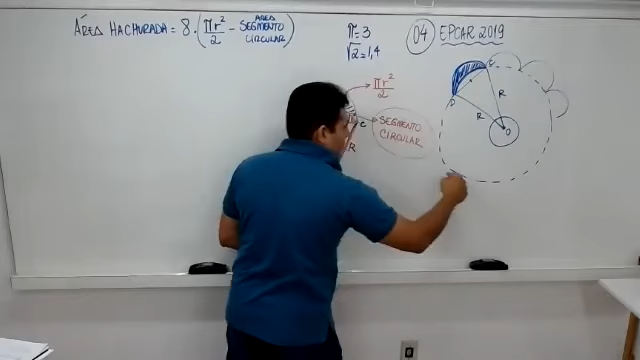 ÁREA HACHURADA = 8 · (πr²/2 - ÁREA SEGMENTO CIRCULAR)
π = 3
√2 = 1,4
04 EPCAR 2019
πr²/2
SEGMENTO
CIRCULAR
C
R
D
R
R
O